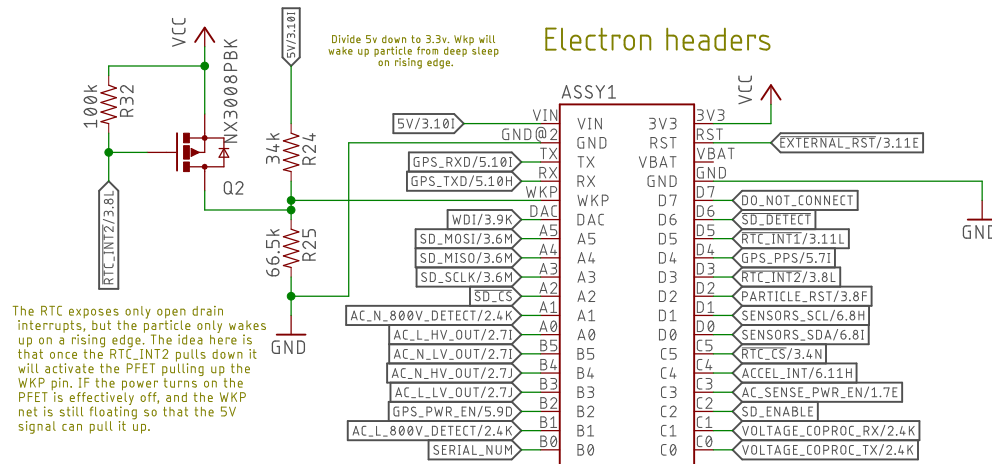 Electron headers
Divide 5v down to 3.3v. Wkp will
wake up particle from deep sleep
on rising edge.
VCC
5V/3.10I
100k
R32
NX3008PBK
Q2
34k
R24
66.5k
R25
RTC_INT2/3.8L
GND
The RTC exposes only open drain
interrupts, but the particle only wakes
up on a rising edge. The idea here is
that once the RTC_INT2 pulls down it
will activate the PFET pulling up the
WKP pin. IF the power turns on the
PFET is effectively off, and the WKP
net is still floating so that the 5V
signal can pull it up.
ASSY1
VCC
5V/3.10I VIN VIN 3V3 3V3
GND@2 GND RST RST EXTERNAL_RST/3.11E
GPS_RXD/5.10I TX TX VBAT VBAT
GPS_TXD/5.10H RX RX GND GND
WKP WKP D7 D7 DO_NOT_CONNECT
WDI/3.9K DAC DAC D6 D6 SD_DETECT
SD_MOSI/3.6M A5 A5 D5 D5 RTC_INT1/3.11L
SD_MISO/3.6M A4 A4 D4 D4 GPS_PPS/5.7I
SD_SCLK/3.6M A3 A3 D3 D3 RTC_INT2/3.8L
SD_CS A2 A2 D2 D2 PARTICLE_RST/3.8F
AC_N_800V_DETECT/2.4K A1 A1 D1 D1 SENSORS_SCL/6.8H
AC_L_HV_OUT/2.7I A0 A0 D0 D0 SENSORS_SDA/6.8I
AC_N_LV_OUT/2.7I B5 B5 C5 C5 RTC_CS/3.4N
AC_N_HV_OUT/2.7J B4 B4 C4 C4 ACCEL_INT/6.11H
AC_L_LV_OUT/2.7J B3 B3 C3 C3 AC_SENSE_PWR_EN/1.7E
GPS_PWR_EN/5.9D B2 B2 C2 C2 SD_ENABLE
AC_L_800V_DETECT/2.4K B1 B1 C1 C1 VOLTAGE_COPROC_RX/2.4K
SERIAL_NUM B0 B0 C0 C0 VOLTAGE_COPROC_TX/2.4K
GND